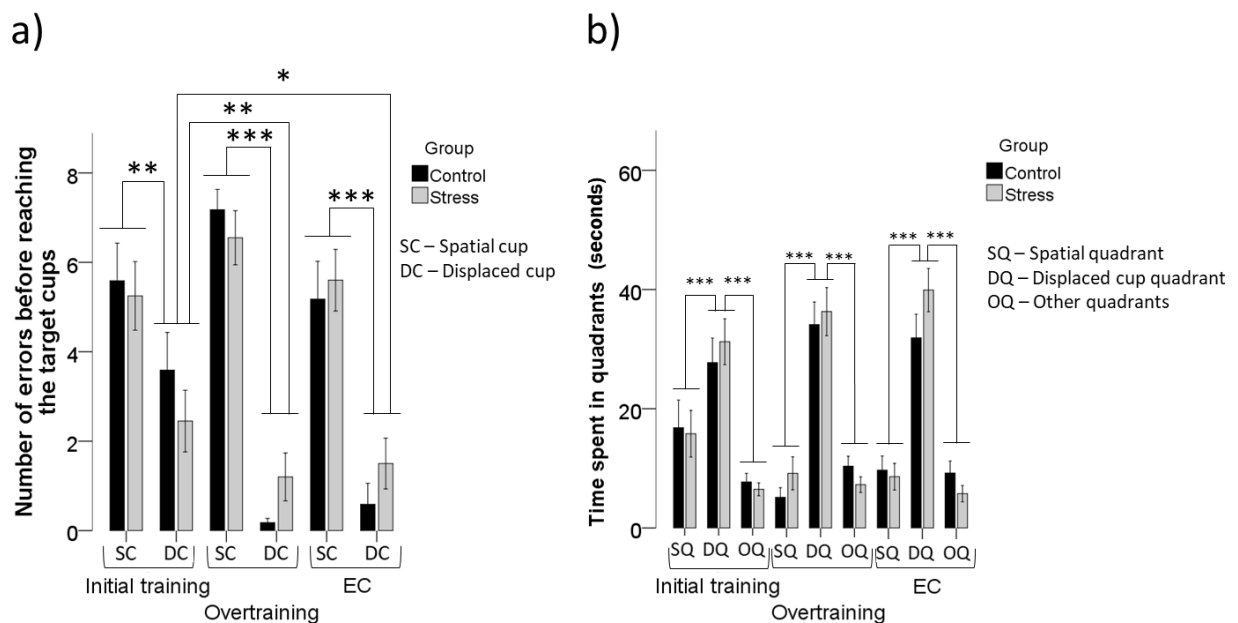 a)
*
**
***
**
***
Number of errors before reaching
the target cups
8
6
4
2
0
Group
Control
Stress
SC – Spatial cup
DC – Displaced cup
SC DC SC DC SC DC
Initial training
Overtraining
EC
b)
Time spent in quadrants (seconds)
60
40
20
0
*** *** *** *** *** ***
Group
Control
Stress
SQ – Spatial quadrant
DQ – Displaced cup quadrant
OQ – Other quadrants
SQ DQ OQ SQ DQ OQ SQ DQ OQ
Initial training
Overtraining
EC